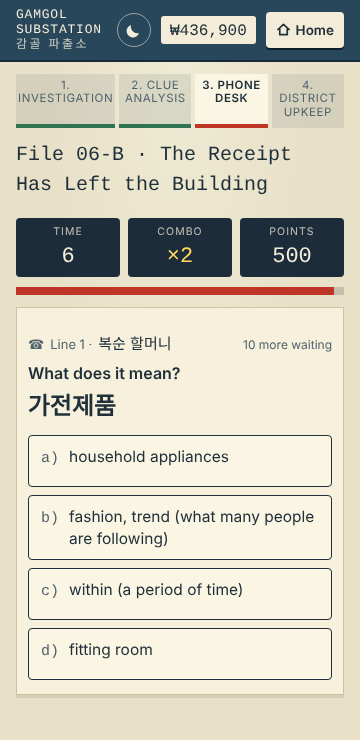 GAMGOL
SUBSTATION
감골 파출소
₩436,900
Home
1.
INVESTIGATION
2. CLUE
ANALYSIS
3. PHONE
DESK
4.
DISTRICT
UPKEEP
File 06-B · The Receipt
Has Left the Building
TIME
6
COMBO
×2
POINTS
500
☎ Line 1 · 복순 할머니
10 more waiting
What does it mean?
가전제품
a) household appliances
b) fashion, trend (what many people
are following)
c) within (a period of time)
d) fitting room